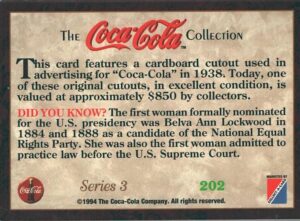 The Coca-Cola Collection
This card features a cardboard cutout used in
advertising for "Coca-Cola" in 1938. Today, one
of these original cutouts, in excellent condition, is
valued at approximately $850 by collectors.
DID YOU KNOW? The first woman formally nominated
for the U.S. presidency was Belva Ann Lockwood in
1884 and 1888 as a candidate of the National Equal
Rights Party. She was also the first woman admitted to
practice law before the U.S. Supreme Court.
Series 3
202
Coca-Cola
©1994 The Coca-Cola Company. All rights reserved.